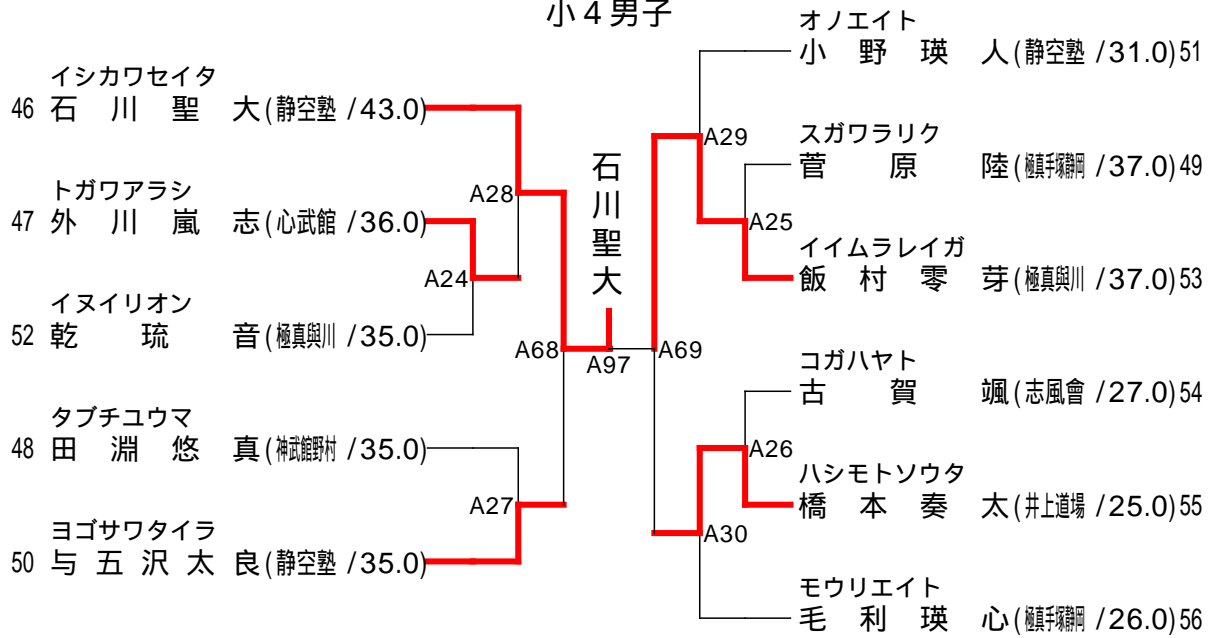 小４男子
イシカワセイタ
46 石川聖大(静空塾 /43.0)
トガワアラシ
47 外川嵐志(心武館 /36.0)
イヌイリオン
52 乾琉音(極真與川 /35.0)
タブチユウマ
48 田淵悠真(神武館野村 /35.0)
ヨゴサワタイラ
50 与五沢太良(静空塾 /35.0)
A28
A24
A68
A27
石川聖大
A97
A69
A29
A25
A26
A30
オノエイト
小野瑛人(静空塾 /31.0) 51
スガワラリク
菅原陸(極真手塚静岡 /37.0) 49
イイムラレイガ
飯村零芽(極真與川 /37.0) 53
コガハヤト
古賀颯(志風會 /27.0) 54
ハシモトソウタ
橋本奏太(井上道場 /25.0) 55
モウリエイト
毛利瑛心(極真手塚静岡 /26.0) 56